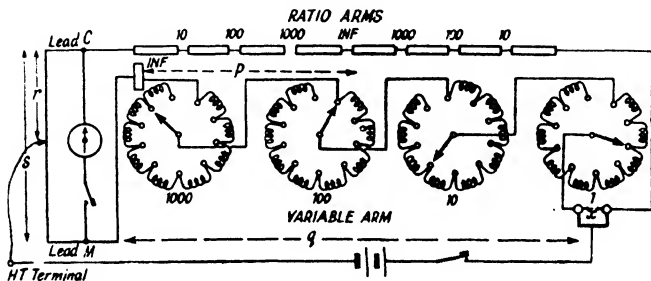 RATIO ARMS
Lead C 10 100 1000 INF 1000 100 10
INF p
r
s
1000 100 10 1
VARIABLE ARM
Lead M q
HT Terminal